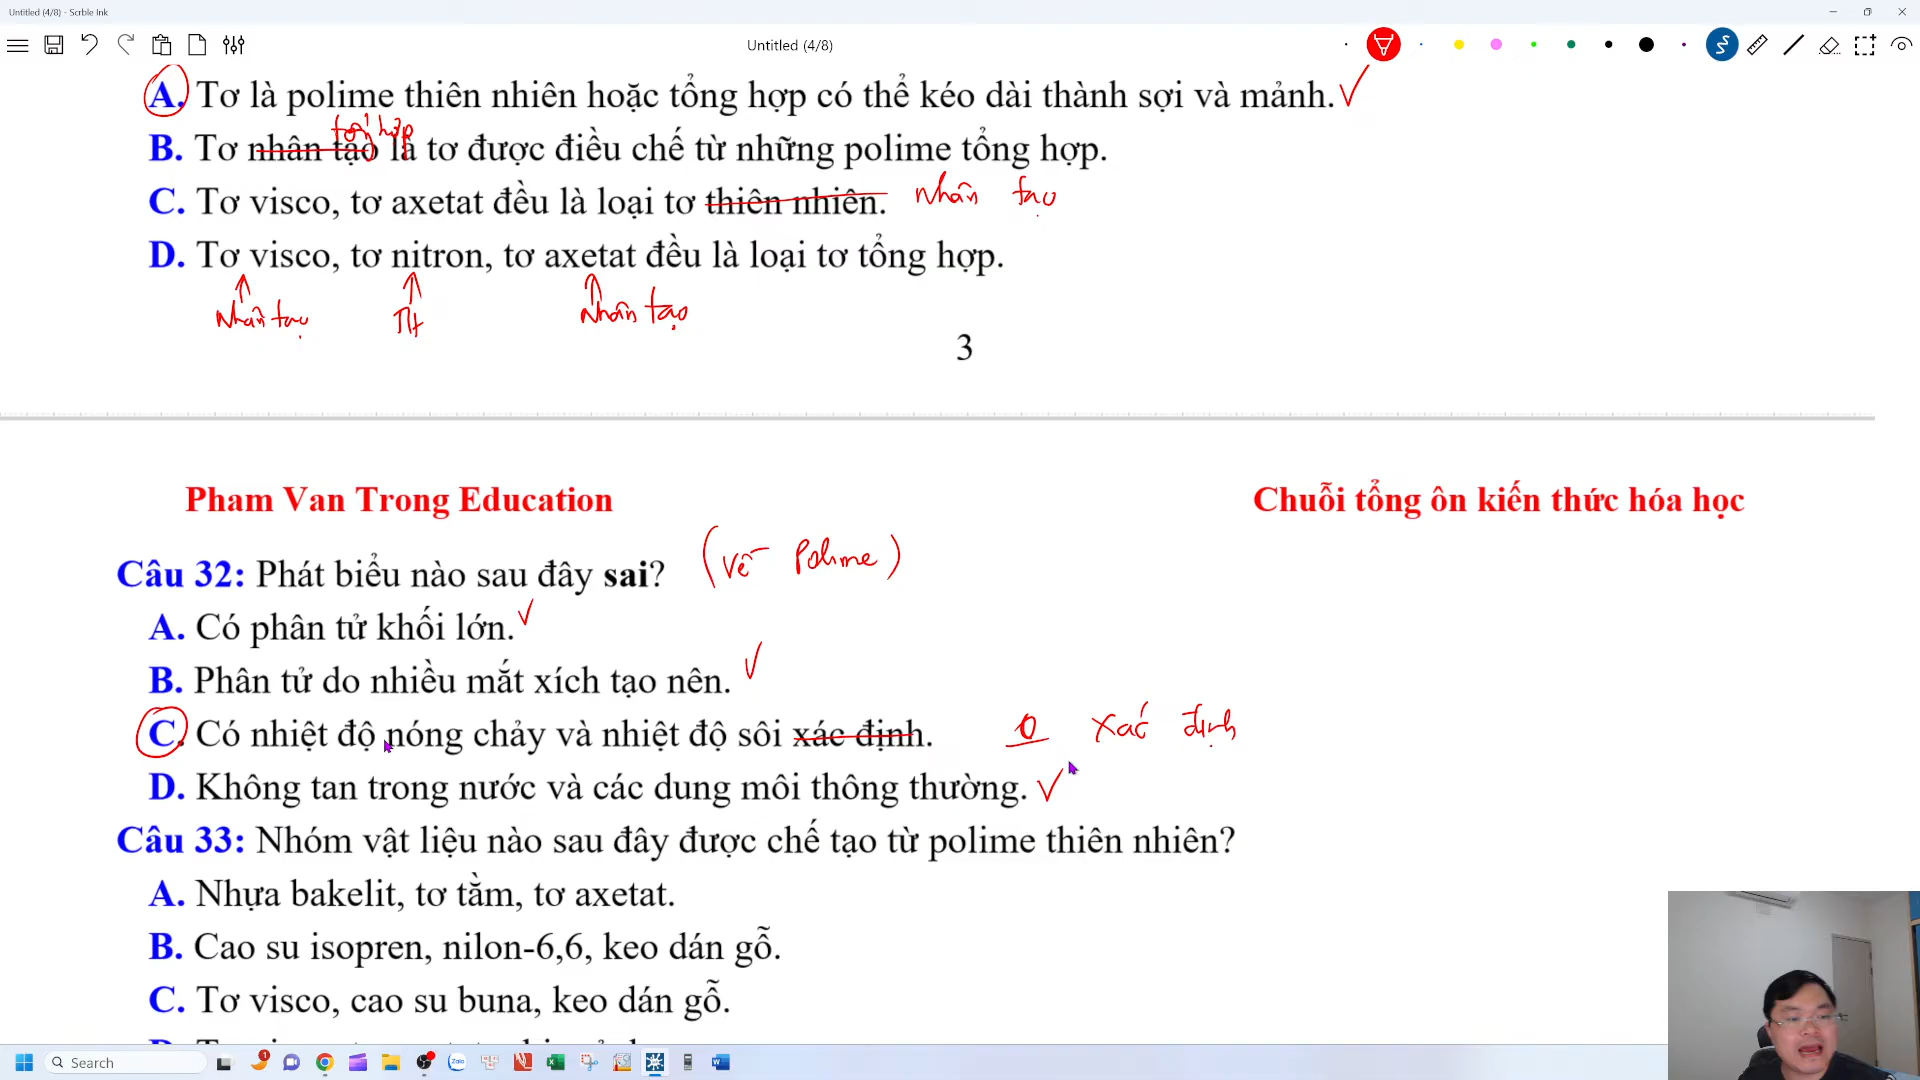 Untitled (4/8) - Scrble Ink
Untitled (4/8)
A. Tơ là polime thiên nhiên hoặc tổng hợp có thể kéo dài thành sợi và mảnh.
tổng hợp
B. Tơ nhân tạo là tơ được điều chế từ những polime tổng hợp.
C. Tơ visco, tơ axetat đều là loại tơ thiên nhiên. nhân tạo
D. Tơ visco, tơ nitron, tơ axetat đều là loại tơ tổng hợp.
Nhân tạo TH Nhân tạo
3
Pham Van Trong Education Chuỗi tổng ôn kiến thức hóa học
Câu 32: Phát biểu nào sau đây sai? (Về Polime)
A. Có phân tử khối lớn.
B. Phân tử do nhiều mắt xích tạo nên.
C. Có nhiệt độ nóng chảy và nhiệt độ sôi xác định. 0 xác định
D. Không tan trong nước và các dung môi thông thường.
Câu 33: Nhóm vật liệu nào sau đây được chế tạo từ polime thiên nhiên?
A. Nhựa bakelit, tơ tằm, tơ axetat.
B. Cao su isopren, nilon-6,6, keo dán gỗ.
C. Tơ visco, cao su buna, keo dán gỗ.
Search